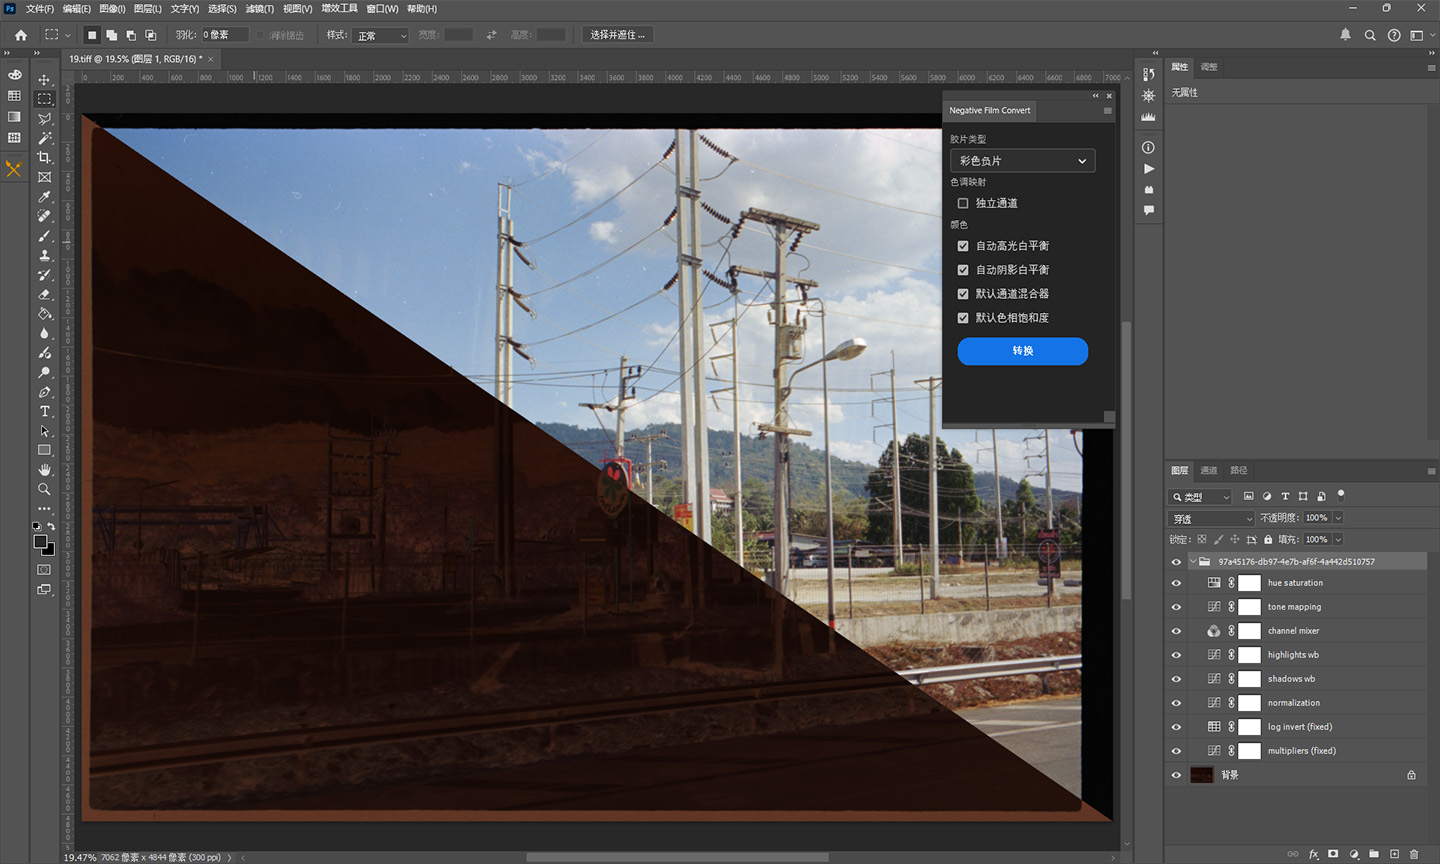 Ps 文件(F) 编辑(E) 图像(I) 图层(L) 文字(Y) 选择(S) 滤镜(T) 视图(V) 增效工具 窗口(W) 帮助(H)
羽化: 0 像素 消除锯齿 样式: 正常 宽度: 高度: 选择并遮住 ...
19.tiff @ 19.5% (图层 1, RGB/16) * ×
0 200 400 600 800 1000 1200 1400 1600 1800 2000 2200 2400 2600 2800 3000 3200 3400 3600 3800 4000 4200 4400 4600 4800 5000 5200 5400 5600 5800 6000 6200 6400 6600 6800 7000
Negative Film Convert
胶片类型
彩色负片
色调映射
独立通道
颜色
自动高光白平衡
自动阴影白平衡
默认通道混合器
默认色相饱和度
转换
属性 调整
无属性
图层 通道 路径
类型
穿透 不透明度: 100%
锁定: 填充: 100%
97a45176-db97-4e7b-af6f-4a442d510757
hue saturation
tone mapping
channel mixer
highlights wb
shadows wb
normalization
log invert (fixed)
multipliers (fixed)
背景
19.47% 7062 像素 x 4844 像素 (300 ppi)